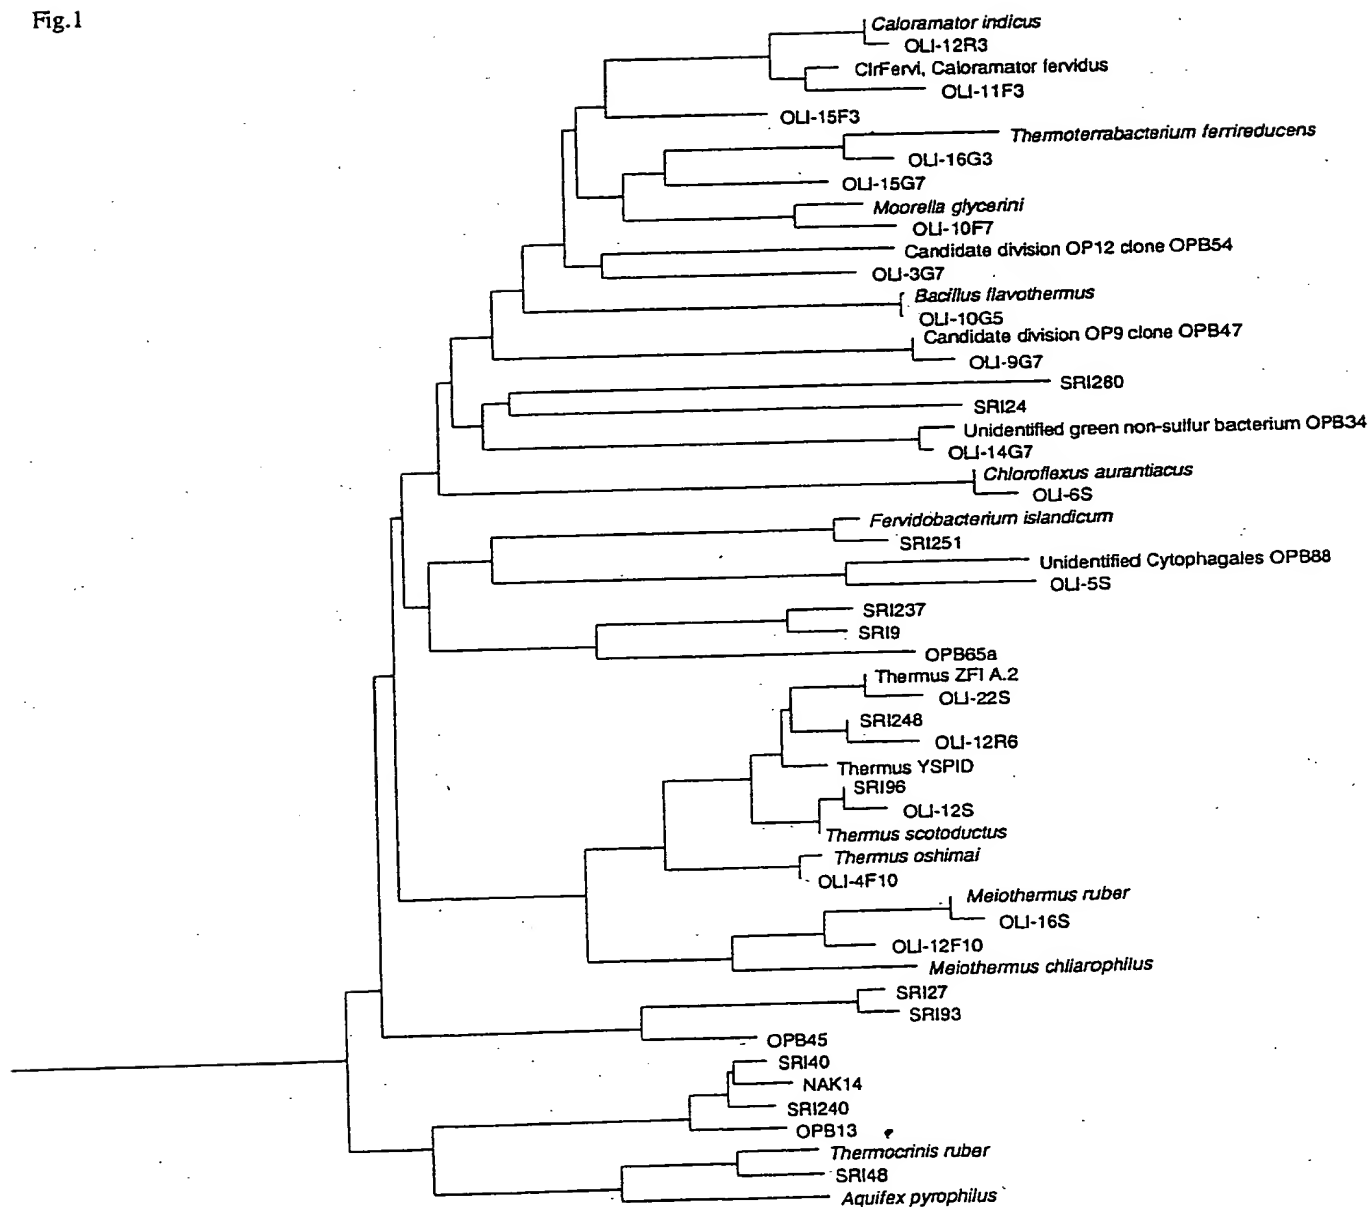 Fig.1
Caloramator indicus
OLI-12R3
ClrFervi, Caloramator fervidus
OLI-11F3
OLI-15F3
Thermoterrabacterium ferrireducens
OLI-16G3
OLI-15G7
Moorella glycerini
OLI-10F7
Candidate division OP12 clone OPB54
OLI-3G7
Bacillus flavothermus
OLI-10G5
Candidate division OP9 clone OPB47
OLI-9G7
SRI280
SRI24
Unidentified green non-sulfur bacterium OPB34
OLI-14G7
Chloroflexus aurantiacus
OLI-6S
Fervidobacterium islandicum
SRI251
Unidentified Cytophagales OPB88
OLI-5S
SRI237
SRI9
OPB65a
Thermus ZFI A.2
OLI-22S
SRI248
OLI-12R6
Thermus YSPID
SRI96
OLI-12S
Thermus scotoductus
Thermus oshimai
OLI-4F10
Meiothermus ruber
OLI-16S
OLI-12F10
Meiothermus chliarophilus
SRI27
SRI93
OPB45
SRI40
NAK14
SRI240
OPB13
Thermocrinis ruber
SRI48
Aquifex pyrophilus